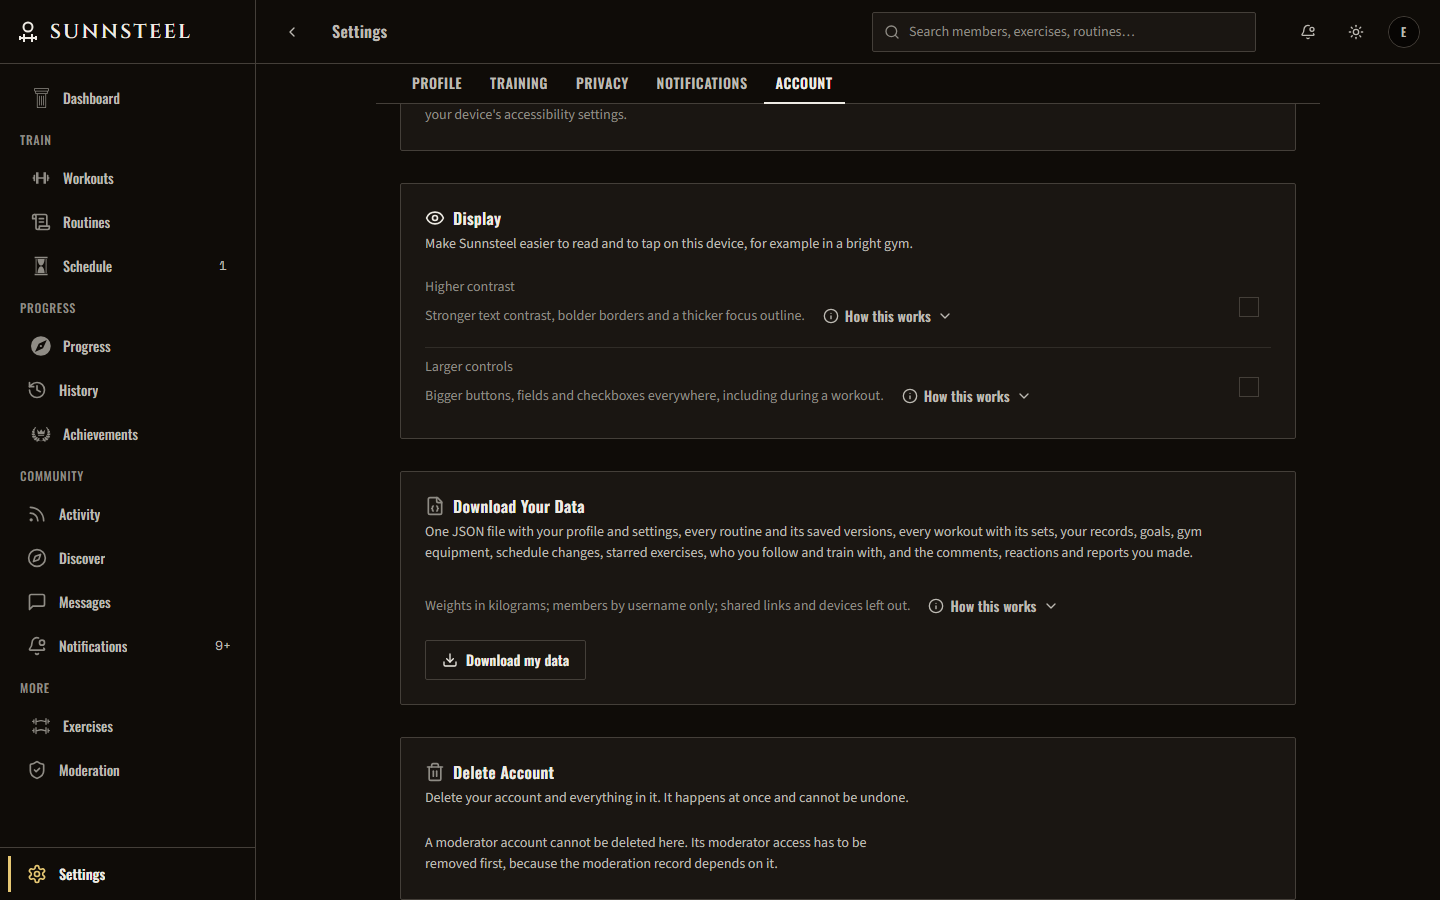 SUNNSTEEL
Settings
Search members, exercises, routines…
E
Dashboard
TRAIN
Workouts
Routines
Schedule 1
PROGRESS
Progress
History
Achievements
COMMUNITY
Activity
Discover
Messages
Notifications 9+
MORE
Exercises
Moderation
Settings
PROFILE TRAINING PRIVACY NOTIFICATIONS ACCOUNT
your device's accessibility settings.
Display
Make Sunnsteel easier to read and to tap on this device, for example in a bright gym.
Higher contrast
Stronger text contrast, bolder borders and a thicker focus outline. How this works
Larger controls
Bigger buttons, fields and checkboxes everywhere, including during a workout. How this works
Download Your Data
One JSON file with your profile and settings, every routine and its saved versions, every workout with its sets, your records, goals, gym
equipment, schedule changes, starred exercises, who you follow and train with, and the comments, reactions and reports you made.
Weights in kilograms; members by username only; shared links and devices left out. How this works
Download my data
Delete Account
Delete your account and everything in it. It happens at once and cannot be undone.
A moderator account cannot be deleted here. Its moderator access has to be
removed first, because the moderation record depends on it.